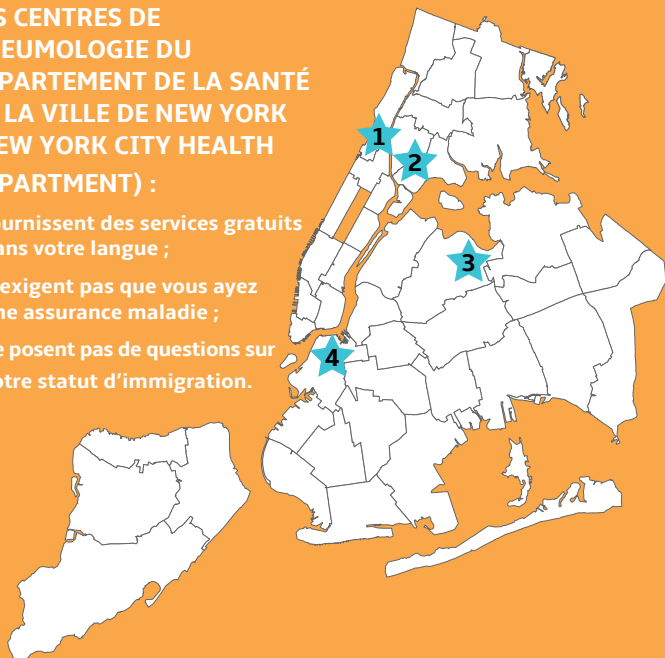 S CENTRES DE
EUMOLOGIE DU
PARTEMENT DE LA SANTÉ
LA VILLE DE NEW YORK
EW YORK CITY HEALTH
PARTMENT) :
ournissent des services gratuits
ans votre langue ;
exigent pas que vous ayez
ne assurance maladie ;
e posent pas de questions sur
otre statut d’immigration.
1
2
3
4